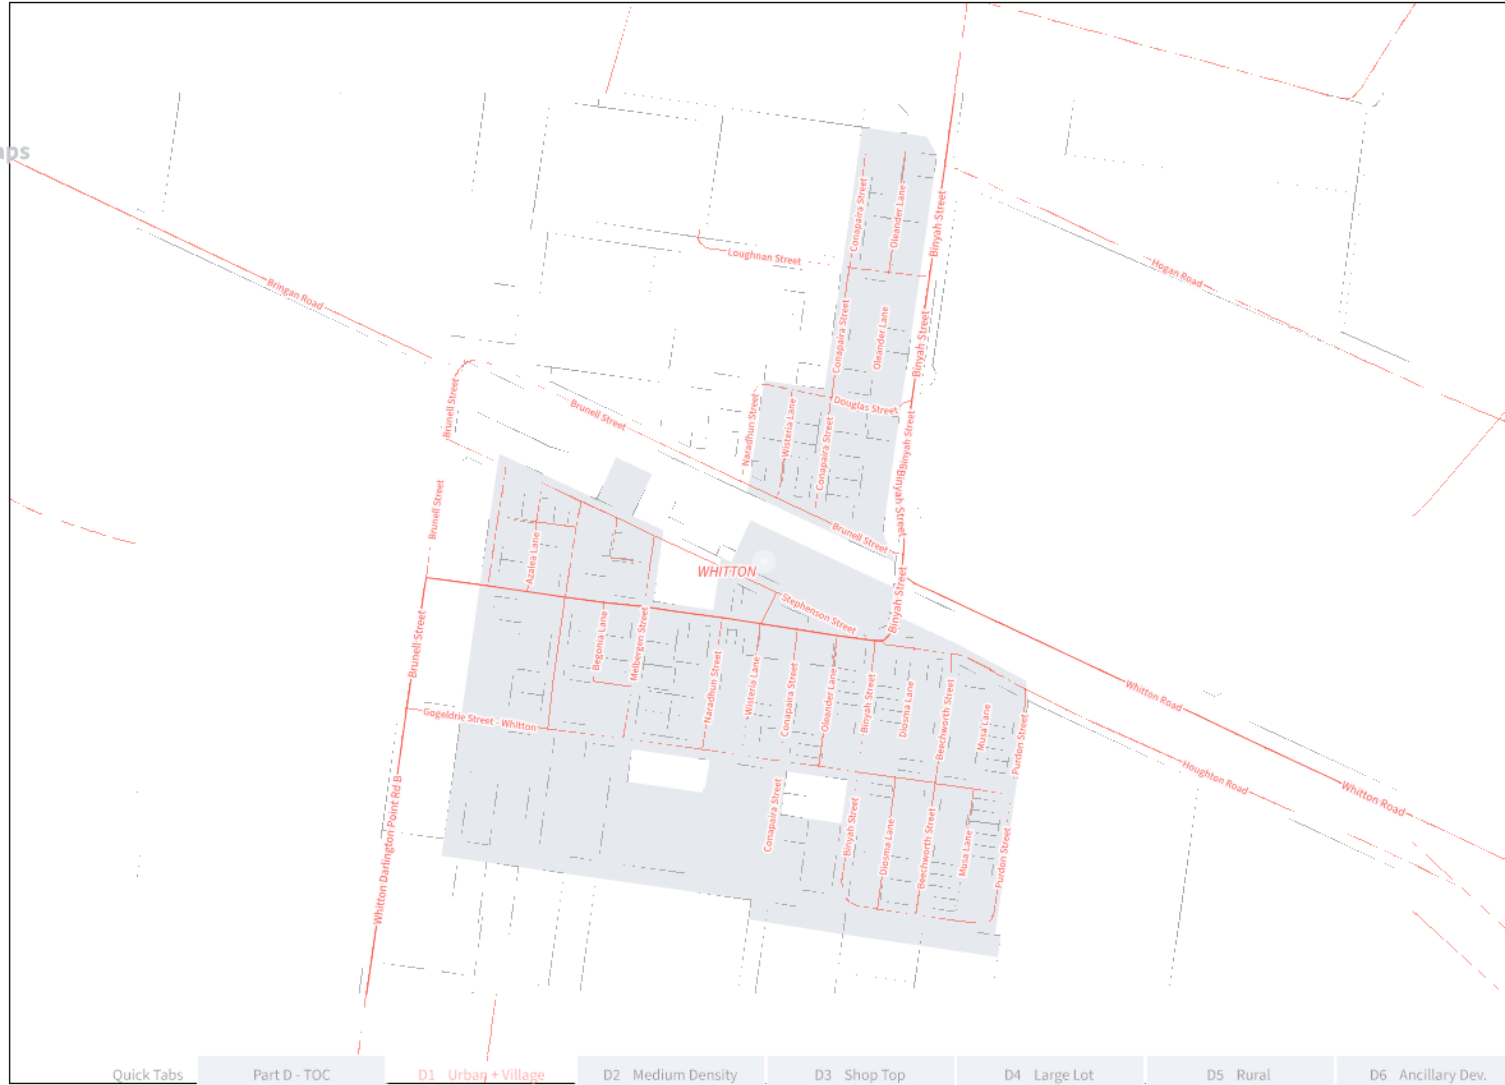 aps
Conapaira Street
Oleander Lane
Binyah Street
Loughnan Street
Hogan Road
Bringan Road
Conapaira Street
Oleander Lane
Binyah Street
Brunell Street
Brunell Street
Naradhun Street
Wisteria Lane
Douglas Street
Conapaira Street
Binyah Street
Binyah Street
Brunell Street
Azalea Lane
Brunell Street
WHITTON
Stephenson Street
Binyah Street
Brunell Street
Begonia Lane
Melbergen Street
Naradhun Street
Wisteria Lane
Conapaira Street
Oleander Lane
Binyah Street
Diosma Lane
Beechworth Street
Musa Lane
Purdon Street
Whitton Road
Gogeldrie Street - Whitton
Houghton Road
Whitton Road
Whitton Darlington Point Rd B
Conapaira Street
Binyah Street
Diosma Lane
Beechworth Street
Musa Lane
Purdon Street
Quick Tabs Part D - TOC D1 Urban + Village D2 Medium Density D3 Shop Top D4 Large Lot D5 Rural D6 Ancillary Dev.